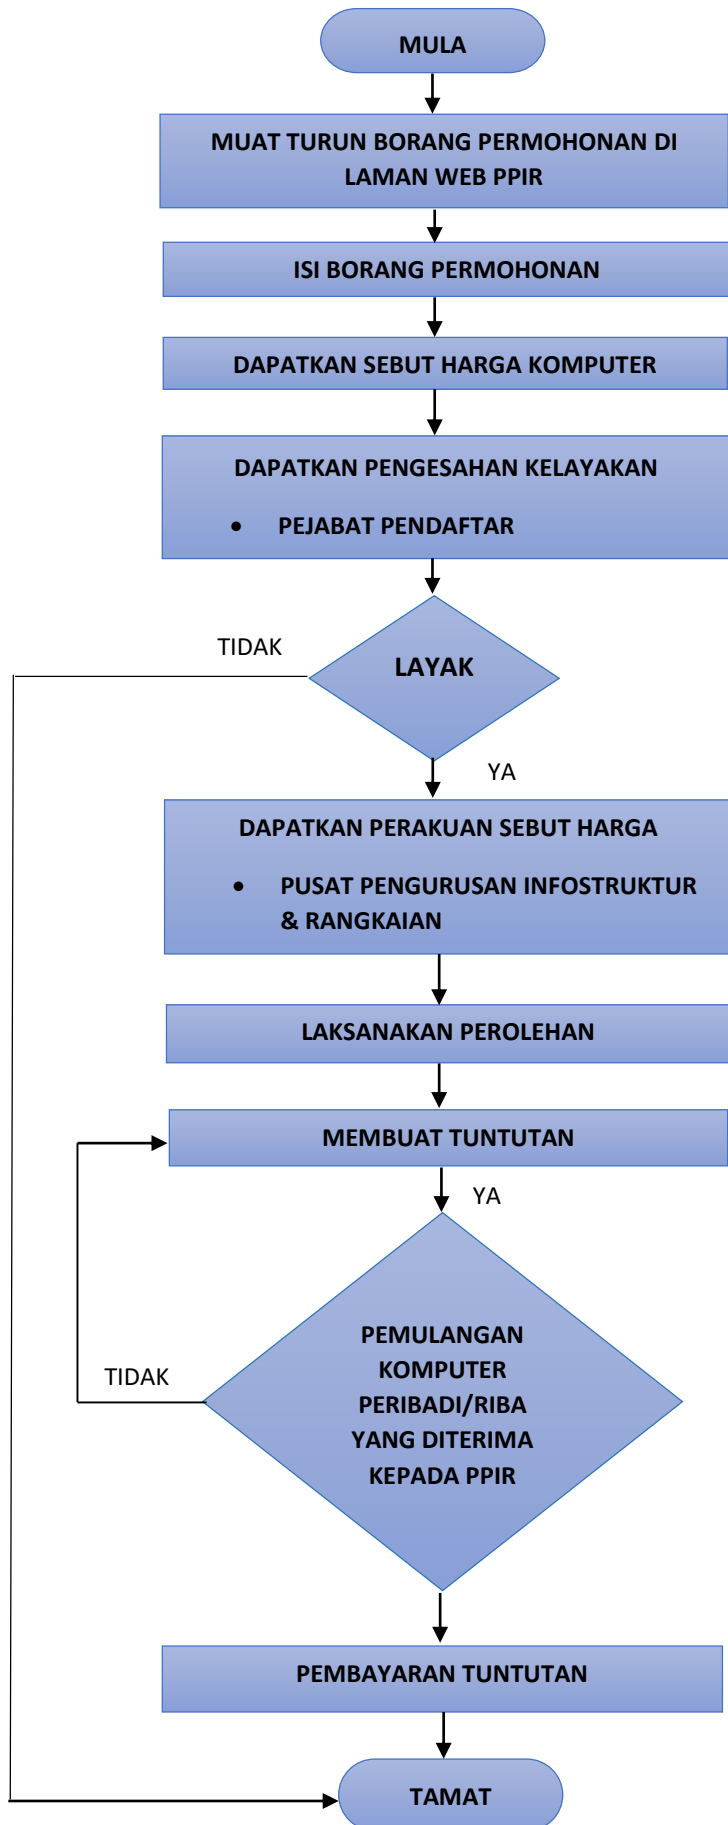 MULA
MUAT TURUN BORANG PERMOHONAN DI
LAMAN WEB PPIR
ISI BORANG PERMOHONAN
DAPATKAN SEBUT HARGA KOMPUTER
DAPATKAN PENGESAHAN KELAYAKAN
• PEJABAT PENDAFTAR
TIDAK
LAYAK
YA
DAPATKAN PERAKUAN SEBUT HARGA
• PUSAT PENGURUSAN INFOSTRUKTUR
& RANGKAIAN
LAKSANAKAN PEROLEHAN
MEMBUAT TUNTUTAN
YA
PEMULANGAN
KOMPUTER
PERIBADI/RIBA
YANG DITERIMA
KEPADA PPIR
TIDAK
PEMBAYARAN TUNTUTAN
TAMAT